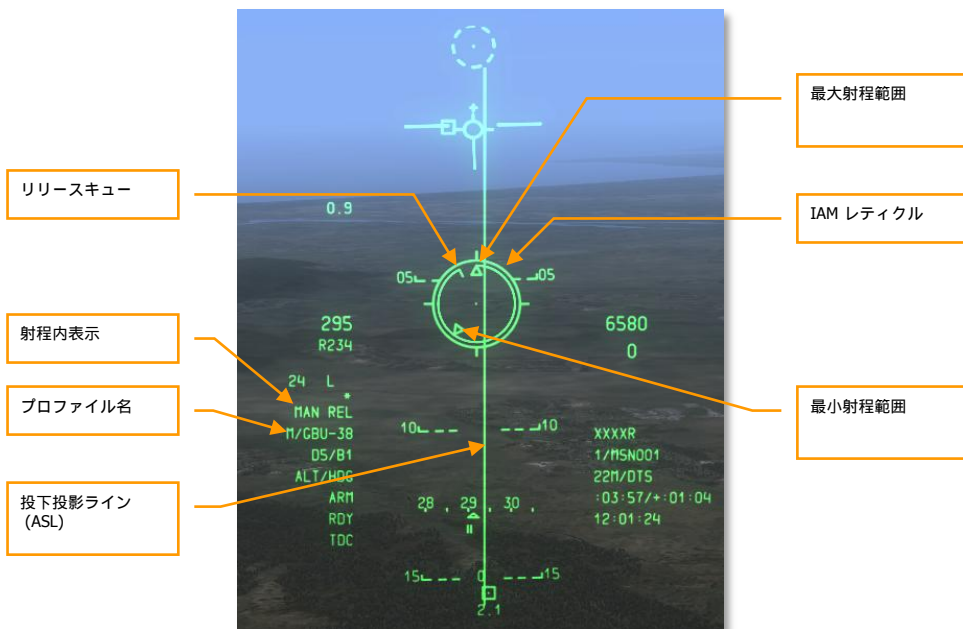 リリースキュー
射程内表示
プロファイル名
投下投影ライン
(ASL)
0.9
05 05
295
R234
24 L
*
MAN REL
M/GBU-38
D5/B1
ALT/HDG
ARM
RDY
TDC
6580
0
10 10
28 . 29 . 30 .
15 0 15
2.1
XXXXR
1/MSN001
22M/DTS
:03:57/+:01:04
12:01:24
最大射程範囲
IAM レティクル
最小射程範囲